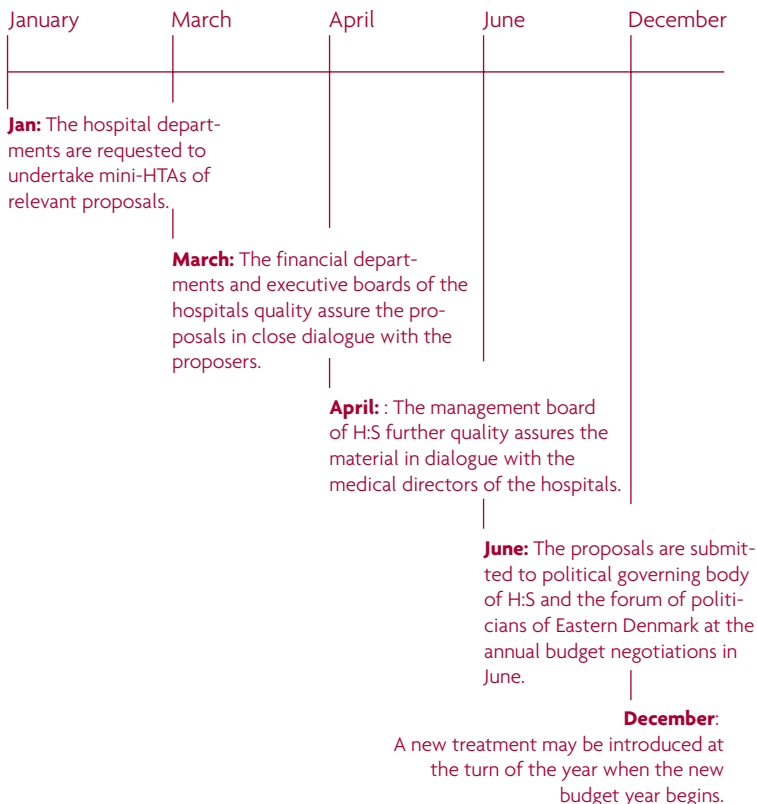 January March April June December
Jan: The hospital depart-
ments are requested to
undertake mini-HTAs of
relevant proposals.
March: The financial depart-
ments and executive boards of the
hospitals quality assure the pro-
posals in close dialogue with the
proposers.
April: : The management board
of H:S further quality assures the
material in dialogue with the
medical directors of the hospitals.
June: The proposals are submit-
ted to political governing body
of H:S and the forum of politi-
cians of Eastern Denmark at the
annual budget negotiations in
June.
December:
A new treatment may be introduced at
the turn of the year when the new
budget year begins.